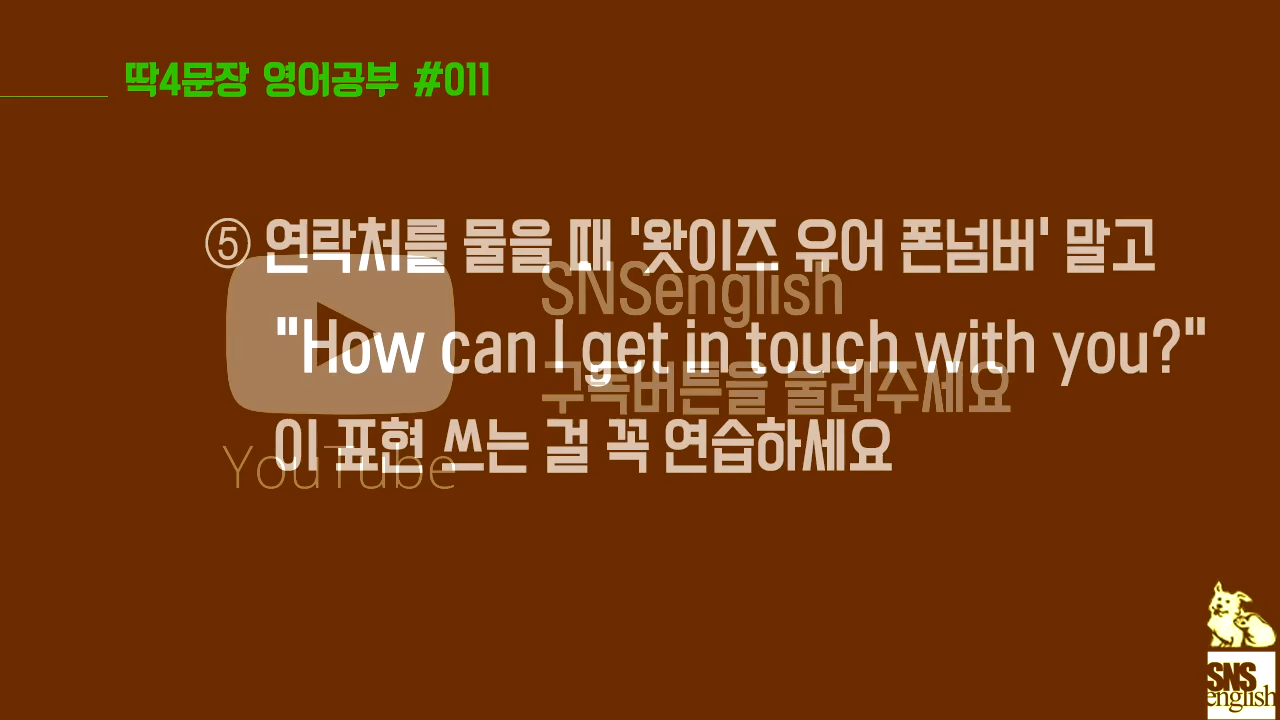 딱4문장 영어공부 #011
⑤ 연락처를 물을 때 '왓이즈 유어 폰넘버' 말고
SNSenglish
"How can I get in touch with you?"
구독버튼을 눌러주세요
이 표현 쓰는 걸 꼭 연습하세요
YouTube
SNS
english